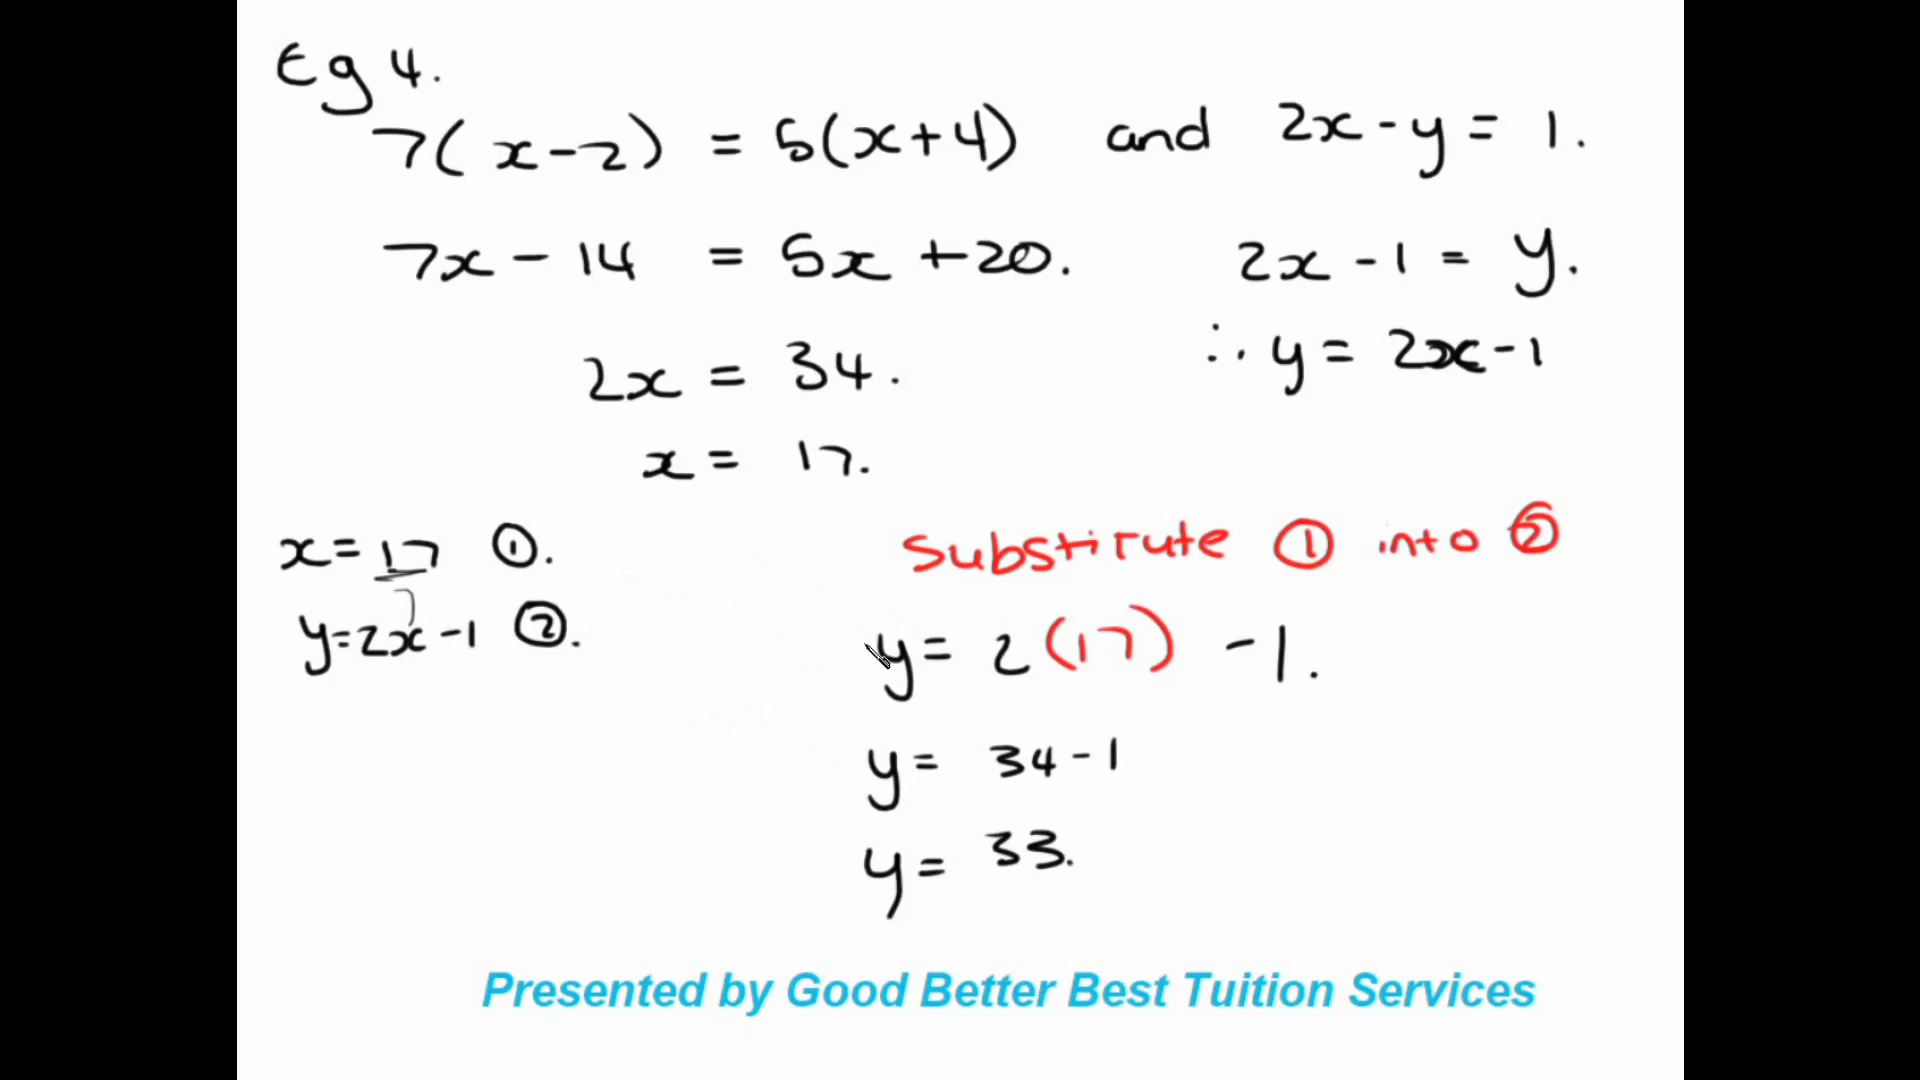 Eg 4.
7(x-2) = 5(x+4) and 2x-y = 1.
7x - 14 = 5x +20. 2x -1 = y.
2x = 34. ∴ y = 2x-1
x = 17.
x = 17 ①. Substirute ① into ②
y=2x-1 ②. y = 2(17) -1.
y = 34-1
y = 33.
Presented by Good Better Best Tuition Services